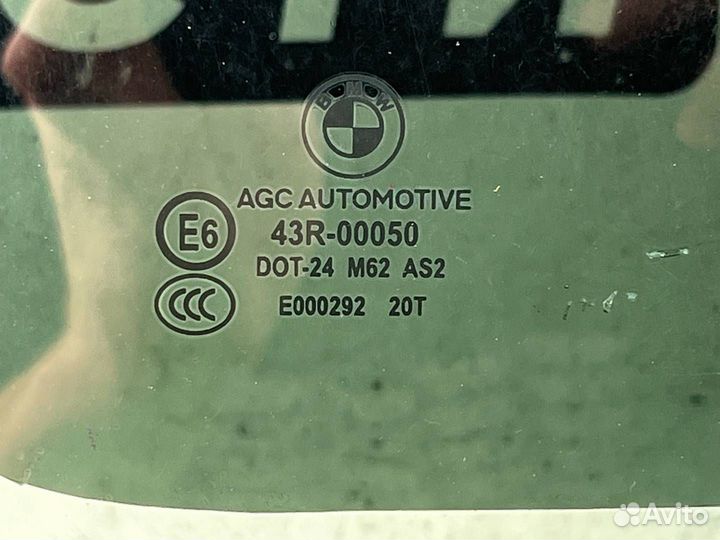 BMW
AGC AUTOMOTIVE
E6 43R-00050
DOT-24 M62 AS2
CCC E000292 20T
Avito